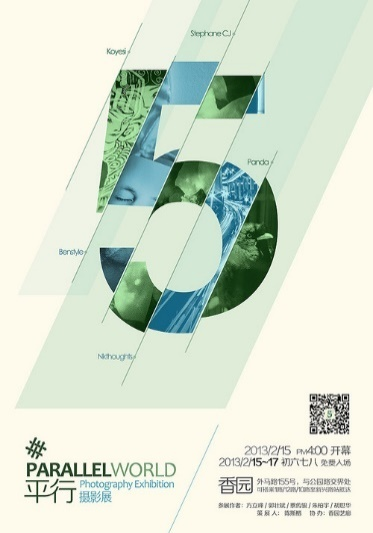 Stephane C.J
Koyesi
5
Panda
Benstyle
Nkthoughts
#
PARALLELWORLD
平行 Photography Exhibition
摄影展
2013/2/15 PM4:00 开幕
2013/2/15~17 初六七八 免费入场
香园 外马路155号，与公园路交界处